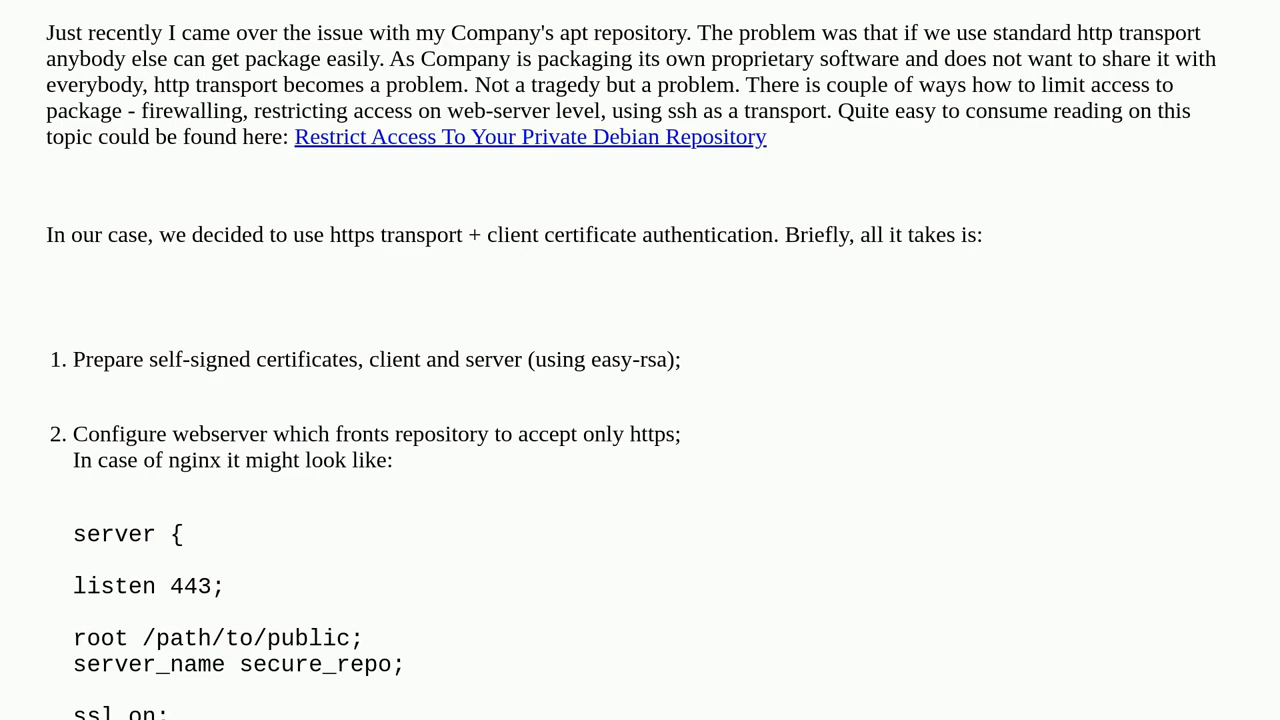 Just recently I came over the issue with my Company's apt repository. The problem was that if we use standard http transport
anybody else can get package easily. As Company is packaging its own proprietary software and does not want to share it with
everybody, http transport becomes a problem. Not a tragedy but a problem. There is couple of ways how to limit access to
package - firewalling, restricting access on web-server level, using ssh as a transport. Quite easy to consume reading on this
topic could be found here: Restrict Access To Your Private Debian Repository
In our case, we decided to use https transport + client certificate authentication. Briefly, all it takes is:
1. Prepare self-signed certificates, client and server (using easy-rsa);
2. Configure webserver which fronts repository to accept only https;
In case of nginx it might look like:
server {
listen 443;
root /path/to/public;
server_name secure_repo;
ssl on;